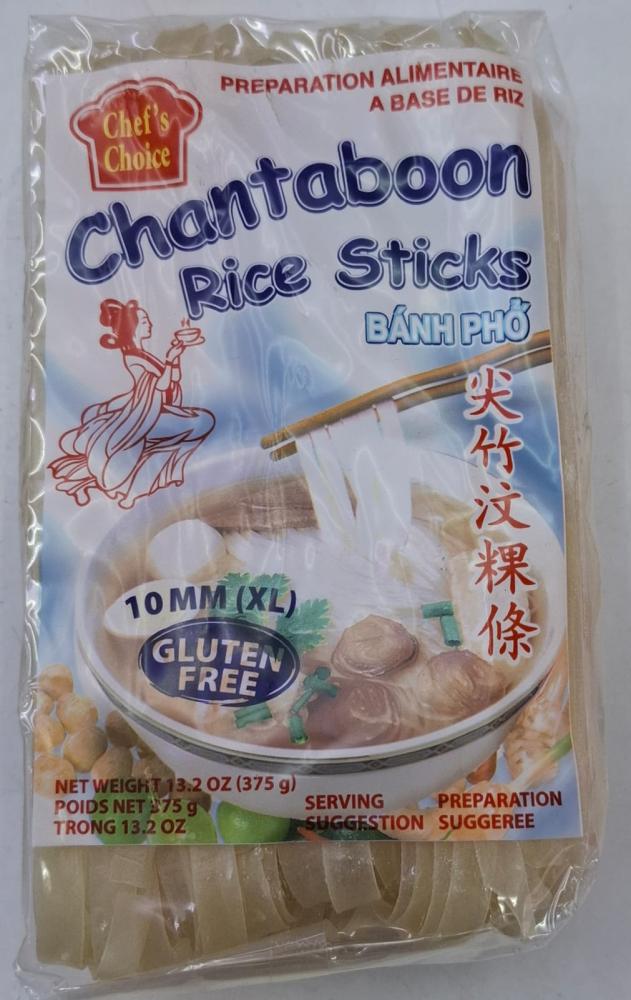 PREPARATION ALIMENTAIRE
A BASE DE RIZ
Chef's
Choice
Chantaboon
Rice Sticks
BÁNH PHỞ
尖竹汶粿條
10 MM (XL)
GLUTEN
FREE
NET WEIGHT 13.2 OZ (375 g)
POIDS NET 375 g
TRONG 13.2 OZ
SERVING
SUGGESTION
PREPARATION
SUGGEREE